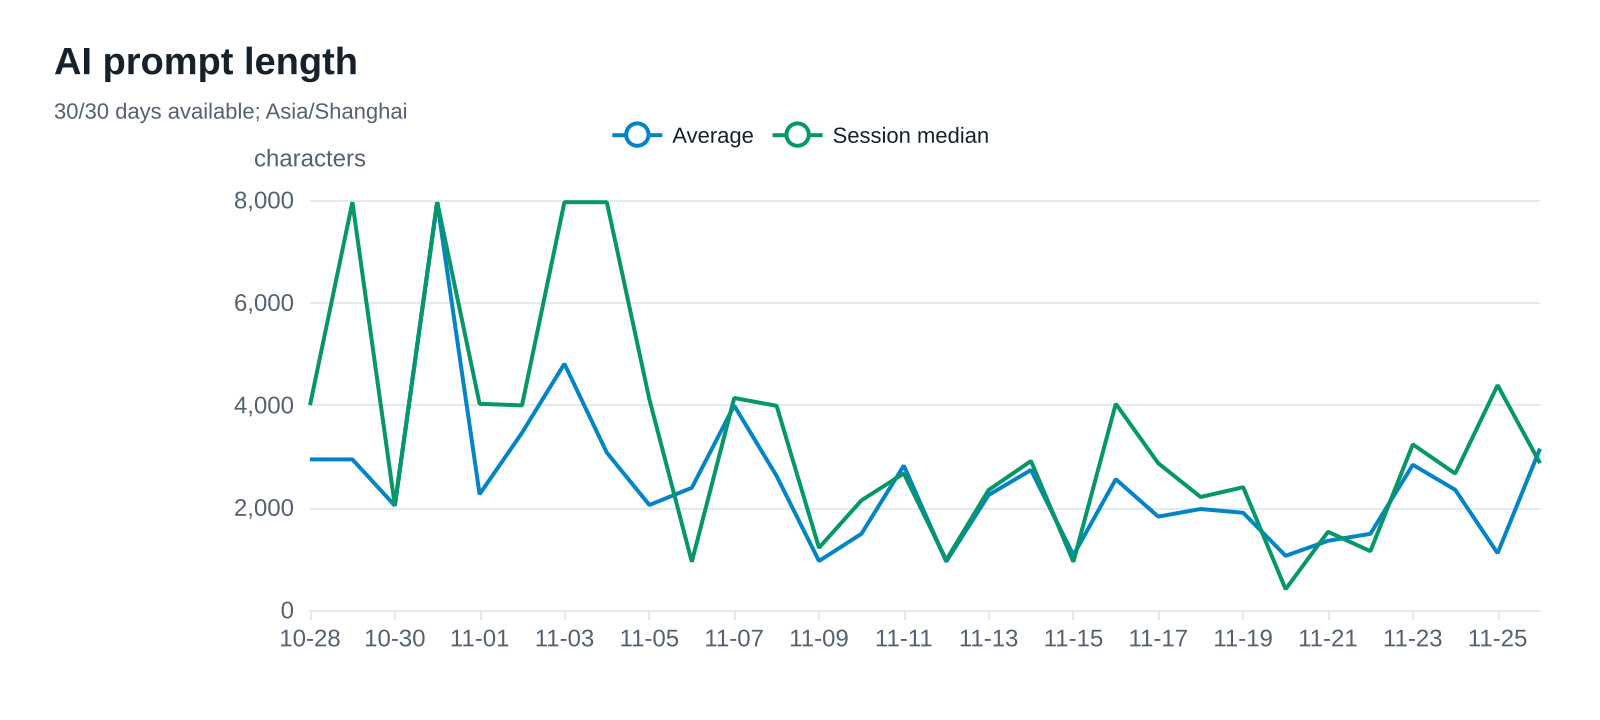 AI prompt length
30/30 days available; Asia/Shanghai
Average Session median
characters
8,000
6,000
4,000
2,000
0
10-28 10-30 11-01 11-03 11-05 11-07 11-09 11-11 11-13 11-15 11-17 11-19 11-21 11-23 11-25